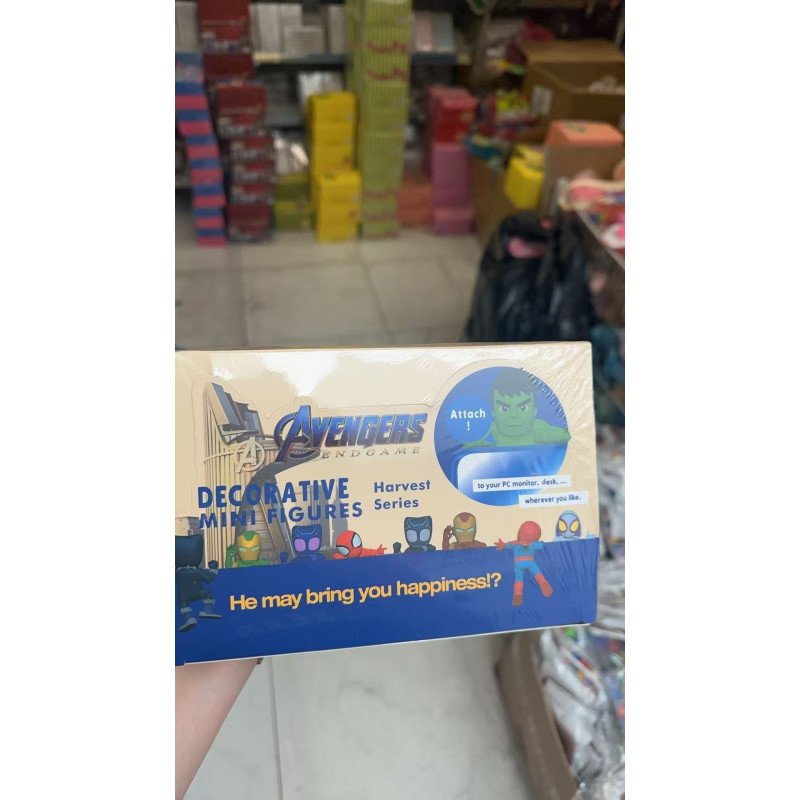 Attach
!
AVENGERS
ENDGAME
to your PC monitor, desk, ...
wherever you like.
DECORATIVE
MINI FIGURES
Harvest
Series
He may bring you happiness!?